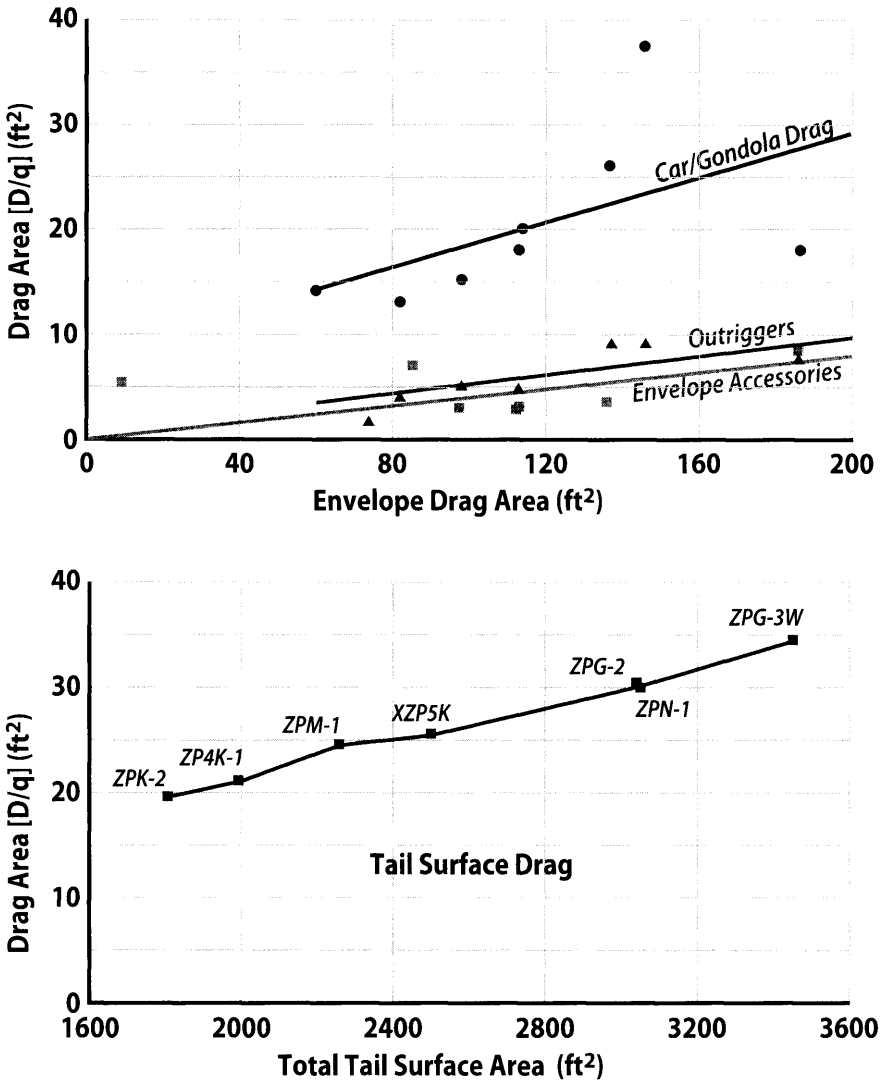 40
30
20
10
0
Drag Area [D/q] (ft²)
Car/Gondola Drag
Outriggers
Envelope Accessories
0 40 80 120 160 200
Envelope Drag Area (ft²)
40
30
20
10
0
Drag Area [D/q] (ft²)
ZPG-3W
ZPG-2
ZPN-1
XZP5K
ZPM-1
ZP4K-1
ZPK-2
Tail Surface Drag
1600 2000 2400 2800 3200 3600
Total Tail Surface Area (ft²)